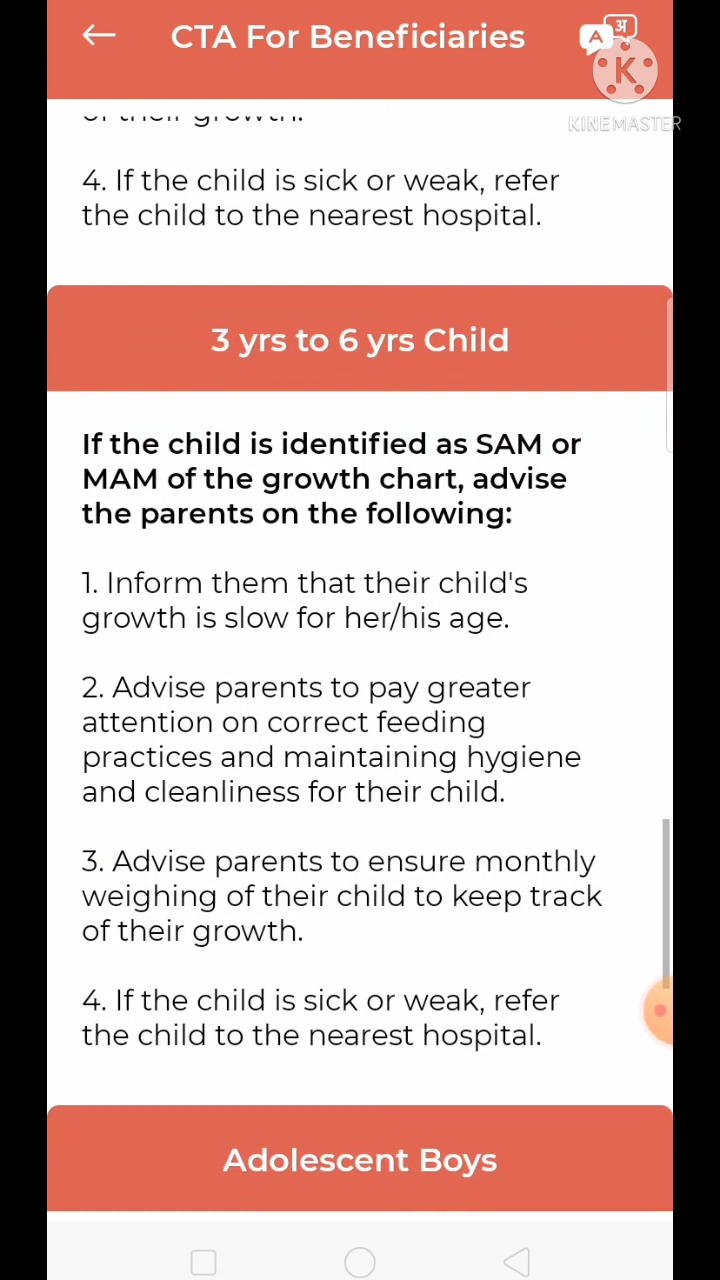 CTA For Beneficiaries
A अ
K
KINEMASTER
of their growth.
4. If the child is sick or weak, refer
the child to the nearest hospital.
3 yrs to 6 yrs Child
If the child is identified as SAM or
MAM of the growth chart, advise
the parents on the following:
1. Inform them that their child's
growth is slow for her/his age.
2. Advise parents to pay greater
attention on correct feeding
practices and maintaining hygiene
and cleanliness for their child.
3. Advise parents to ensure monthly
weighing of their child to keep track
of their growth.
4. If the child is sick or weak, refer
the child to the nearest hospital.
Adolescent Boys